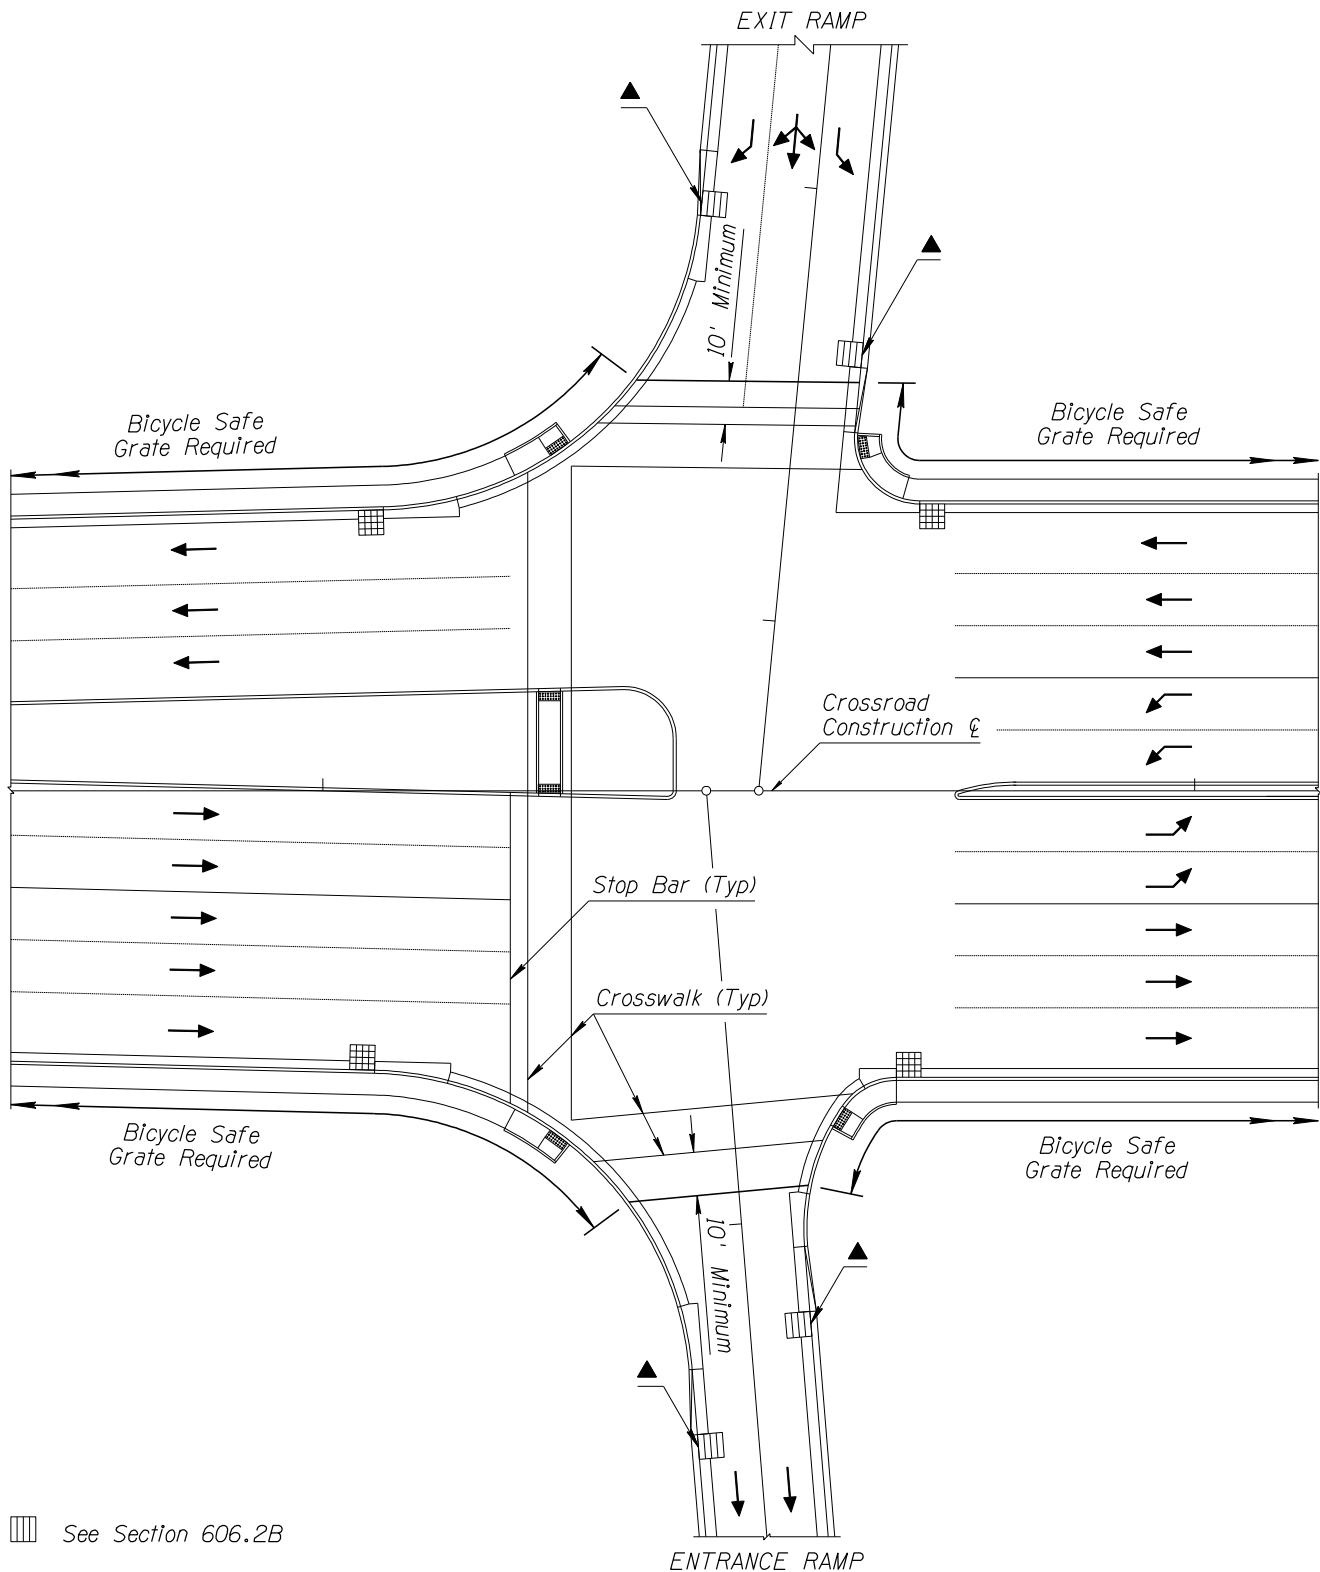 EXIT RAMP
10' Minimum
Bicycle Safe
Grate Required
Bicycle Safe
Grate Required
Crossroad
Construction ℄
Stop Bar (Typ)
Crosswalk (Typ)
Bicycle Safe
Grate Required
Bicycle Safe
Grate Required
10' Minimum
See Section 606.2B
ENTRANCE RAMP